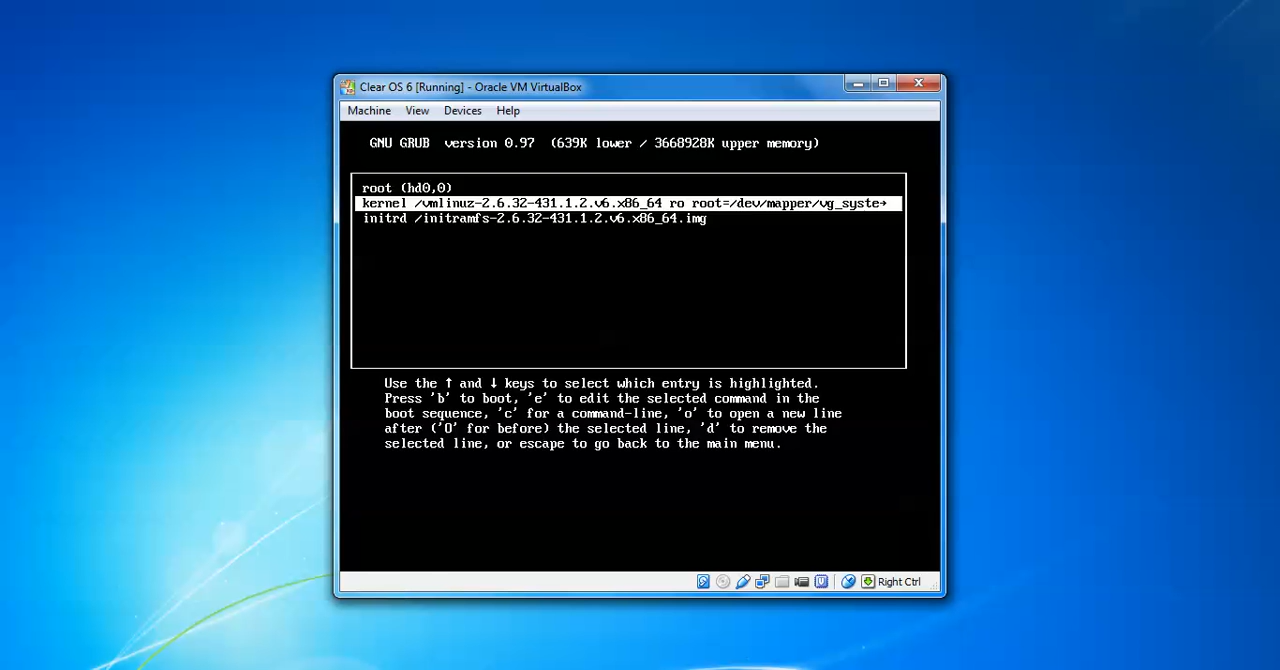 Clear OS 6 [Running] - Oracle VM VirtualBox
Machine View Devices Help
GNU GRUB version 0.97 (639K lower / 3668928K upper memory)
root (hd0,0)
kernel /vmlinuz-2.6.32-431.1.2.v6.x86_64 ro root=/dev/mapper/vg_syste→
initrd /initramfs-2.6.32-431.1.2.v6.x86_64.img
Use the ↑ and ↓ keys to select which entry is highlighted.
Press 'b' to boot, 'e' to edit the selected command in the
boot sequence, 'c' for a command-line, 'o' to open a new line
after ('O' for before) the selected line, 'd' to remove the
selected line, or escape to go back to the main menu.
Right Ctrl